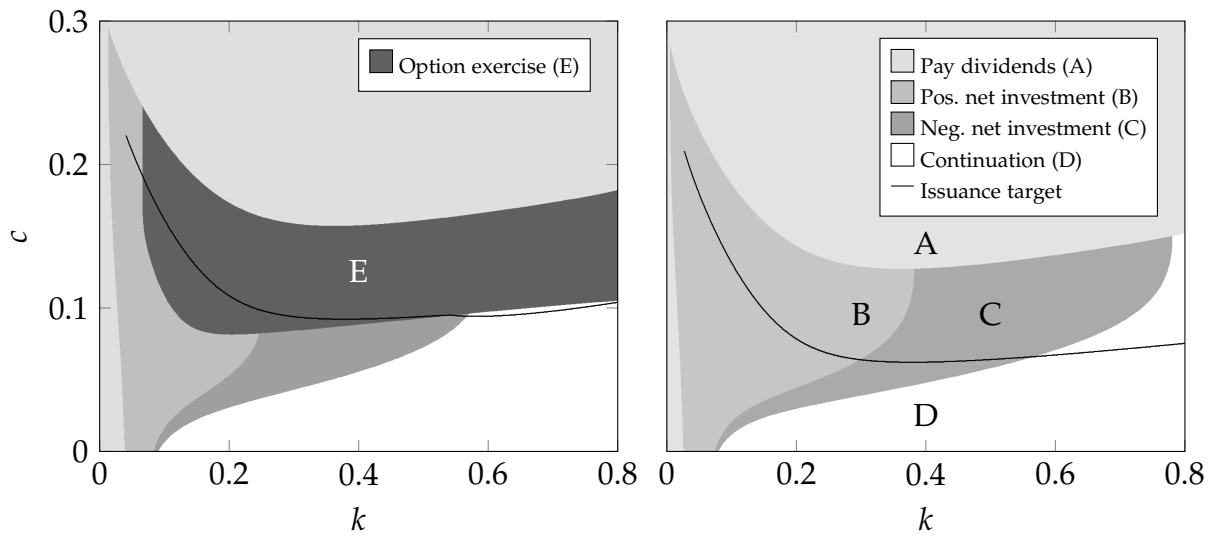 0.3
0.2
0.1
0
c
0
0.2
0.4
0.6
0.8
k
Option exercise (E)
E
0
0.2
0.4
0.6
0.8
k
Pay dividends (A)
Pos. net investment (B)
Neg. net investment (C)
Continuation (D)
Issuance target
A
B
C
D